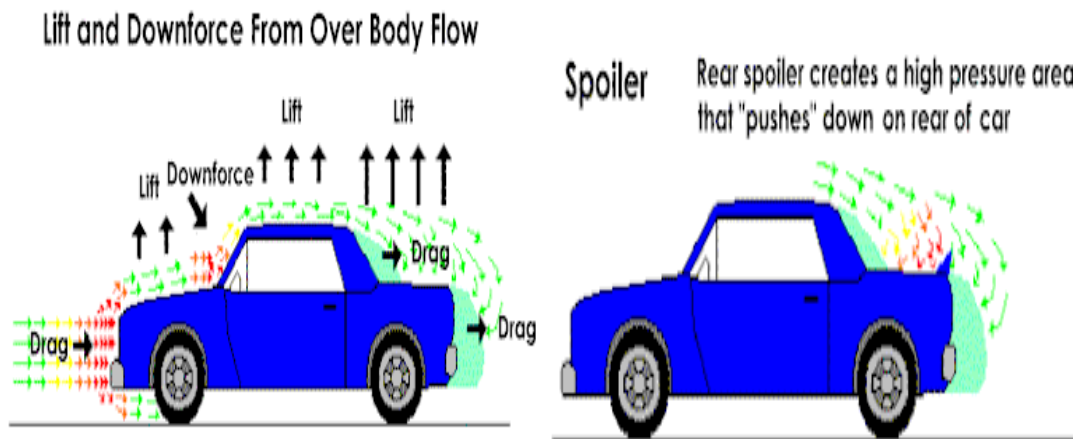 Lift and Downforce From Over Body Flow
Lift
Lift
Lift
Downforce
Drag
Drag
Drag
Spoiler
Rear spoiler creates a high pressure area
that "pushes" down on rear of car